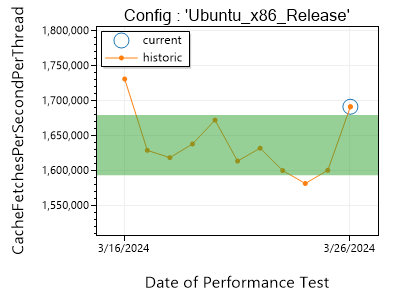 Config : 'Ubuntu_x86_Release'
CacheFetchesPerSecondPerThread
1,800,000
1,750,000
1,700,000
1,650,000
1,600,000
1,550,000
current
historic
3/16/2024
3/26/2024
Date of Performance Test